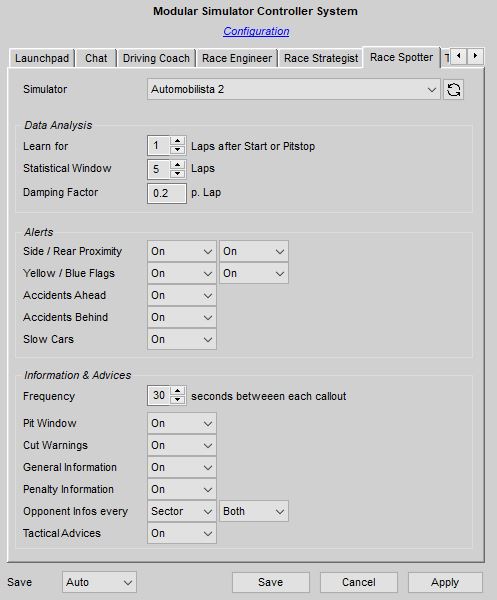 Modular Simulator Controller System
Configuration
Launchpad Chat Driving Coach Race Engineer Race Strategist Race Spotter T
Simulator Automobilista 2
Data Analysis
Learn for 1 Laps after Start or Pitstop
Statistical Window 5 Laps
Damping Factor 0.2 p. Lap
Alerts
Side / Rear Proximity On On
Yellow / Blue Flags On On
Accidents Ahead On
Accidents Behind On
Slow Cars On
Information & Advices
Frequency 30 seconds betweeen each callout
Pit Window On
Cut Warnings On
General Information On
Penalty Information On
Opponent Infos every Sector Both
Tactical Advices On
Save Auto Save Cancel Apply